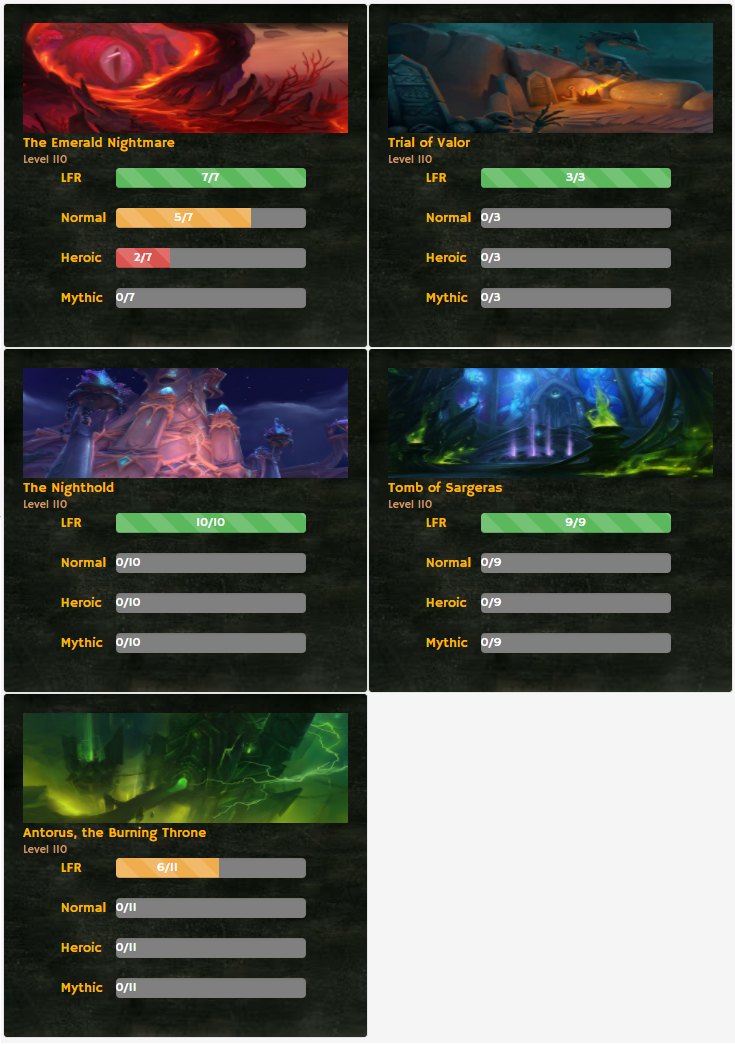 The Emerald Nightmare
Level 110
LFR 7/7
Normal 5/7
Heroic 2/7
Mythic 0/7
Trial of Valor
Level 110
LFR 3/3
Normal 0/3
Heroic 0/3
Mythic 0/3
The Nighthold
Level 110
LFR 10/10
Normal 0/10
Heroic 0/10
Mythic 0/10
Tomb of Sargeras
Level 110
LFR 9/9
Normal 0/9
Heroic 0/9
Mythic 0/9
Antorus, the Burning Throne
Level 110
LFR 6/11
Normal 0/11
Heroic 0/11
Mythic 0/11